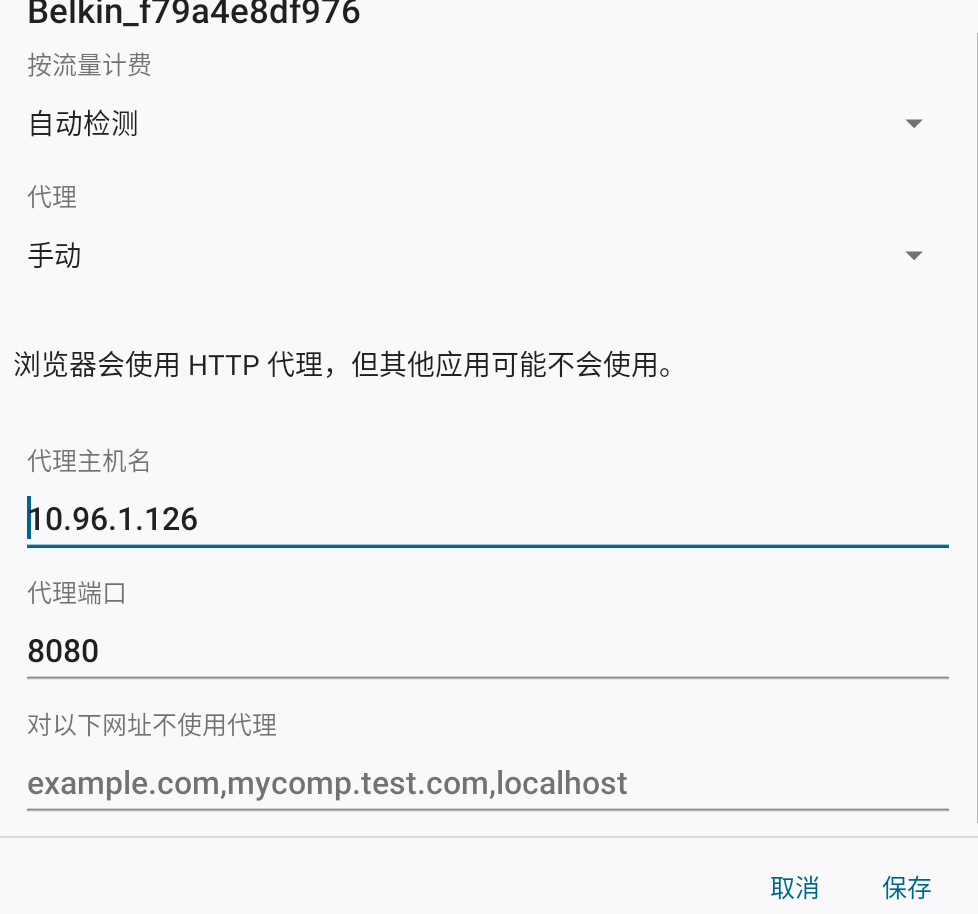 Belkin_f79a4e8df976
按流量计费
自动检测
代理
手动
浏览器会使用 HTTP 代理，但其他应用可能不会使用。
代理主机名
10.96.1.126
代理端口
8080
对以下网址不使用代理
example.com,mycomp.test.com,localhost
取消 保存